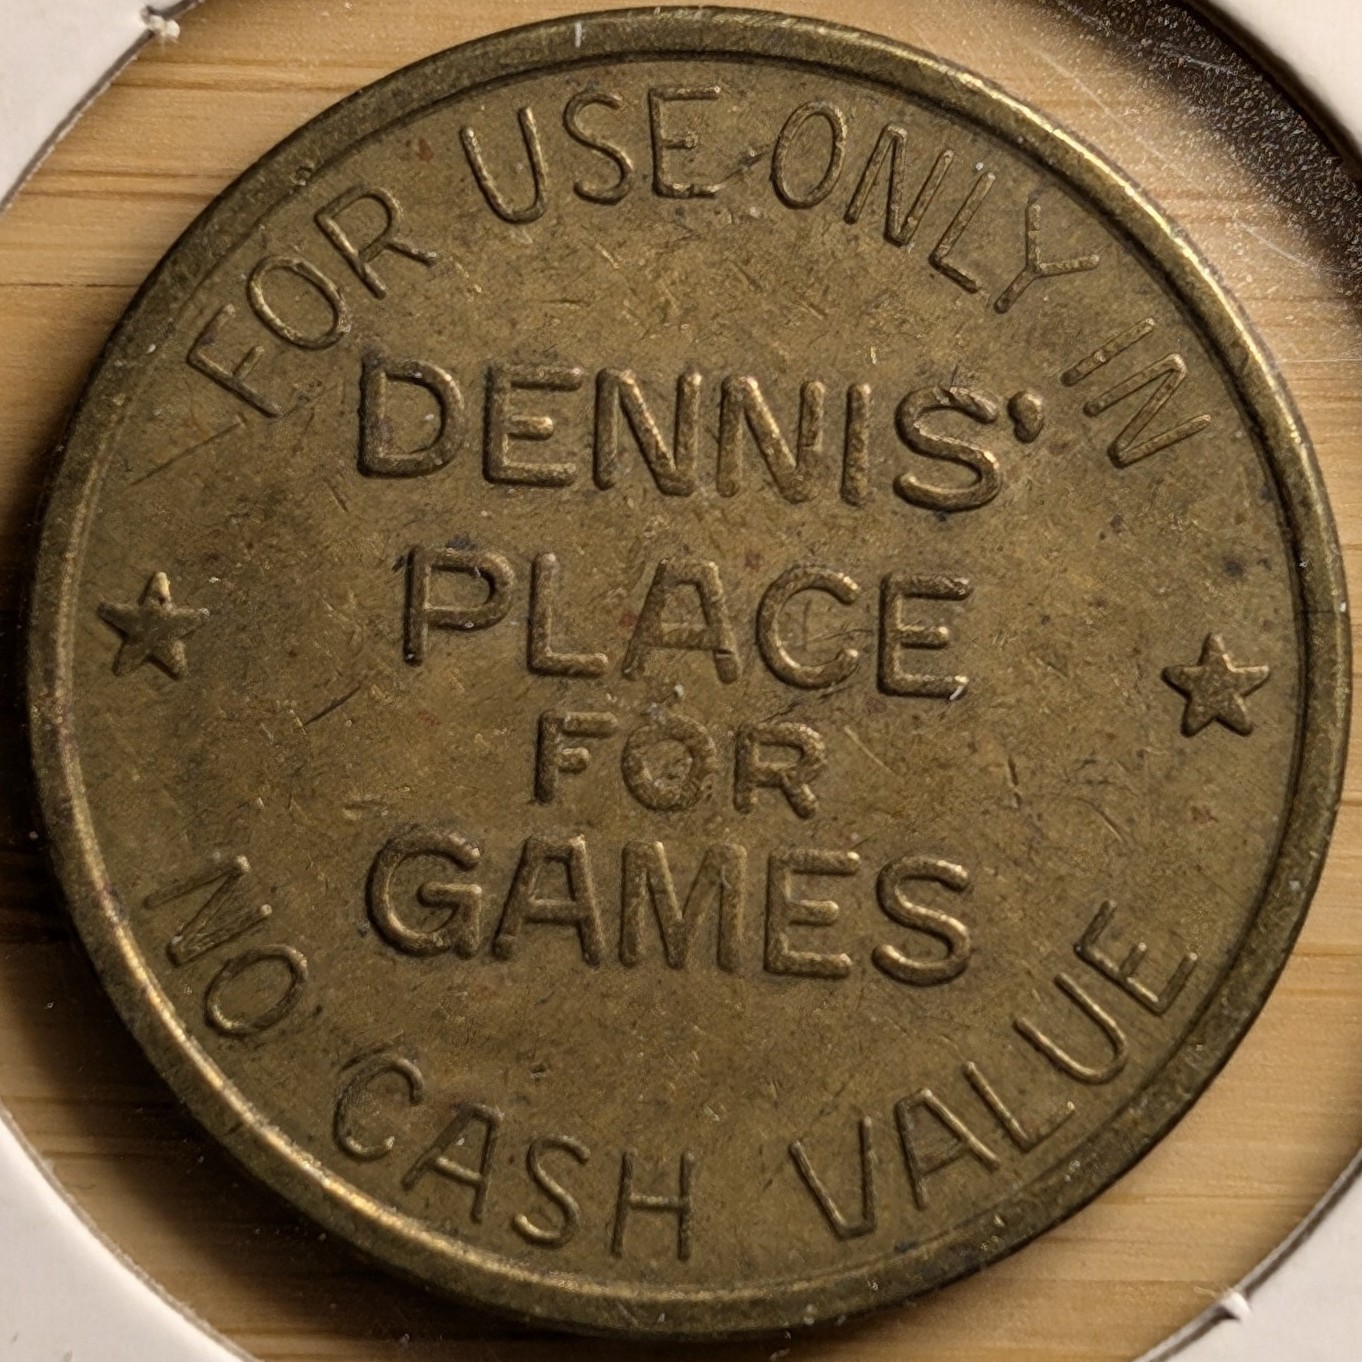 FOR USE ONLY IN
DENNIS'
PLACE
FOR
GAMES
NO CASH VALUE